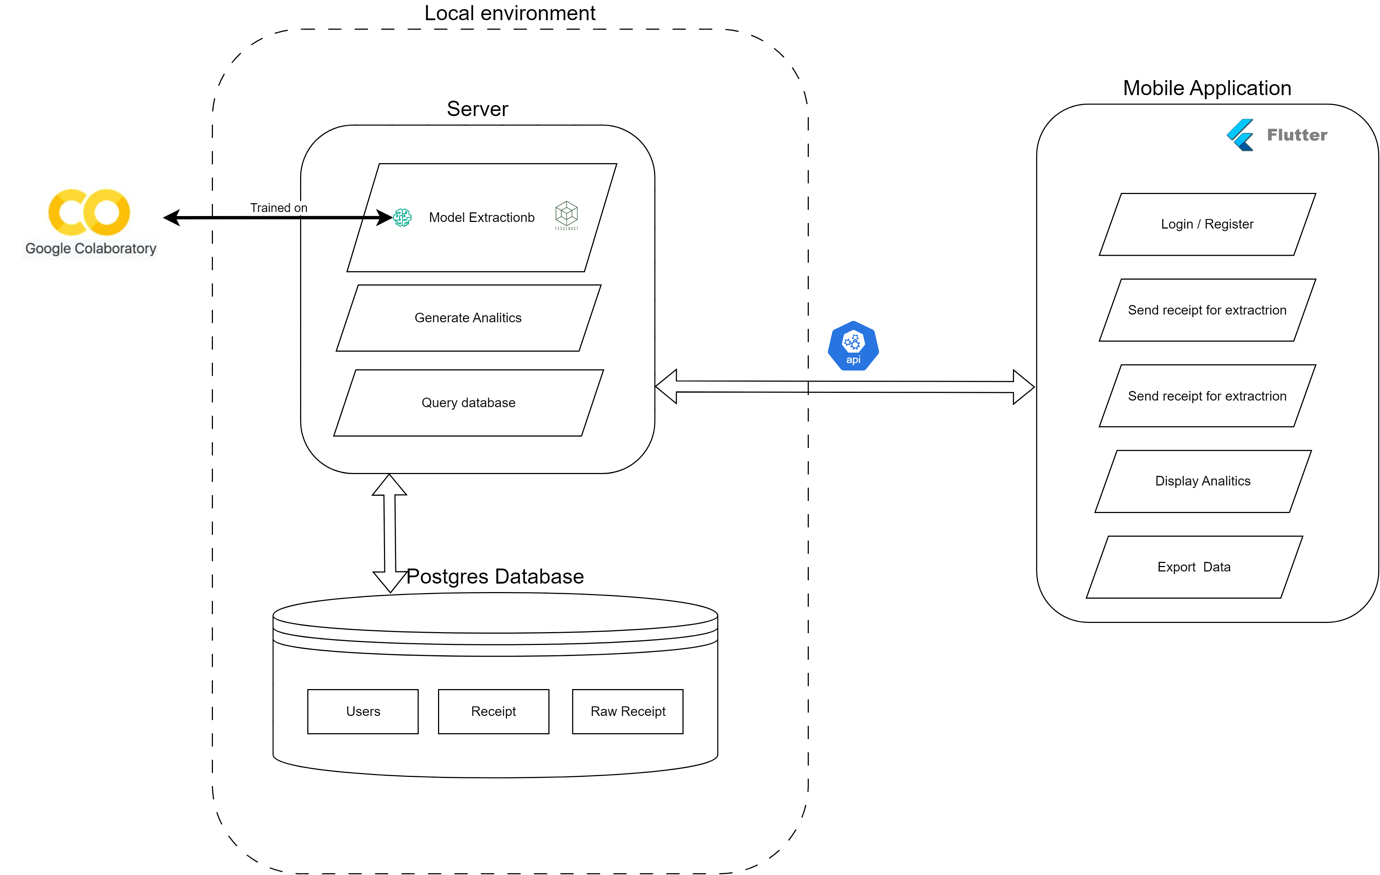 Local environment
Server
Mobile Application
Flutter
Trained on
Model Extractionb
TESSERACT
Google Colaboratory
Login / Register
Generate Analitics
Send receipt for extractrion
api
Query database
Send receipt for extractrion
Display Analitics
Export Data
Postgres Database
Users
Receipt
Raw Receipt